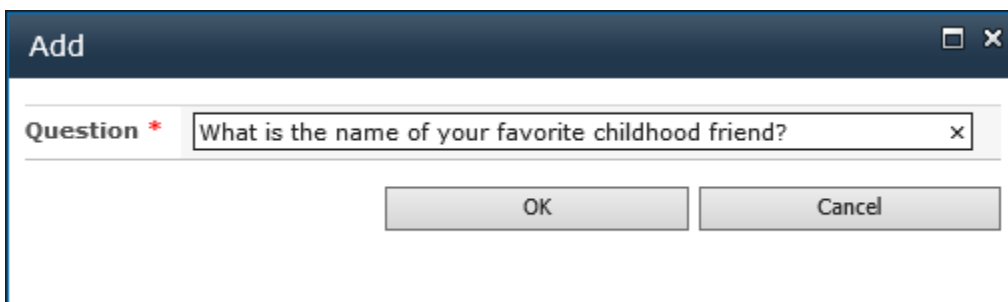 Add
Question * What is the name of your favorite childhood friend?
OK Cancel